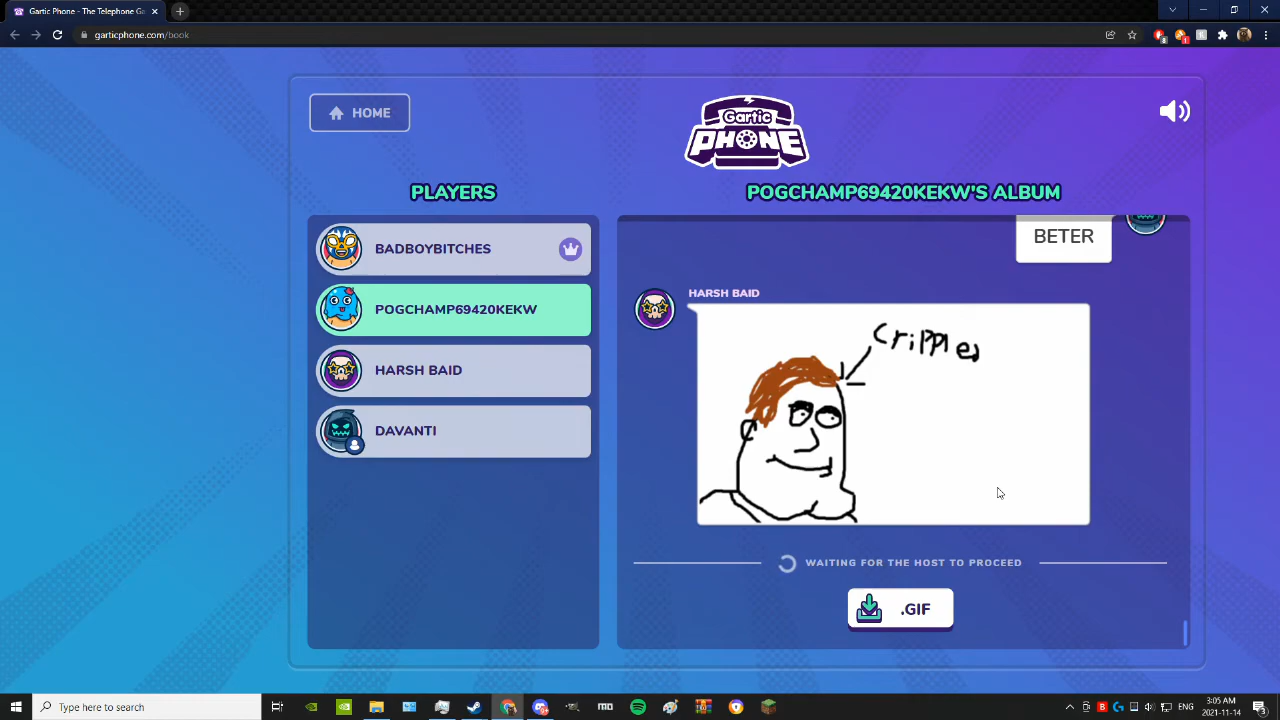 Gartic Phone - The Telephone Ga
garticphone.com/book
HOME
Gartic
PHONE
PLAYERS
POGCHAMP69420KEKW'S ALBUM
BADBOYBITCHES
POGCHAMP69420KEKW
HARSH BAID
DAVANTI
BETER
HARSH BAID
Crippled
WAITING FOR THE HOST TO PROCEED
.GIF
Type here to search
3:05 AM
2021-11-14